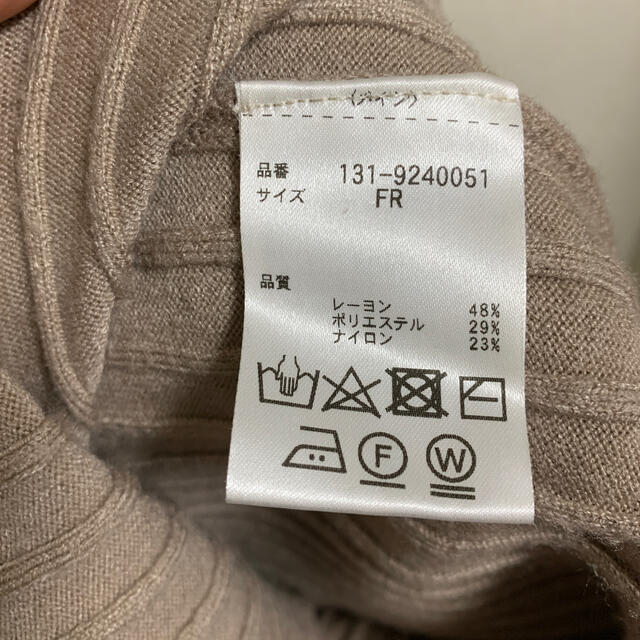 品番 131-9240051
サイズ FR
品質
レーヨン 48%
ポリエステル 29%
ナイロン 23%
F W